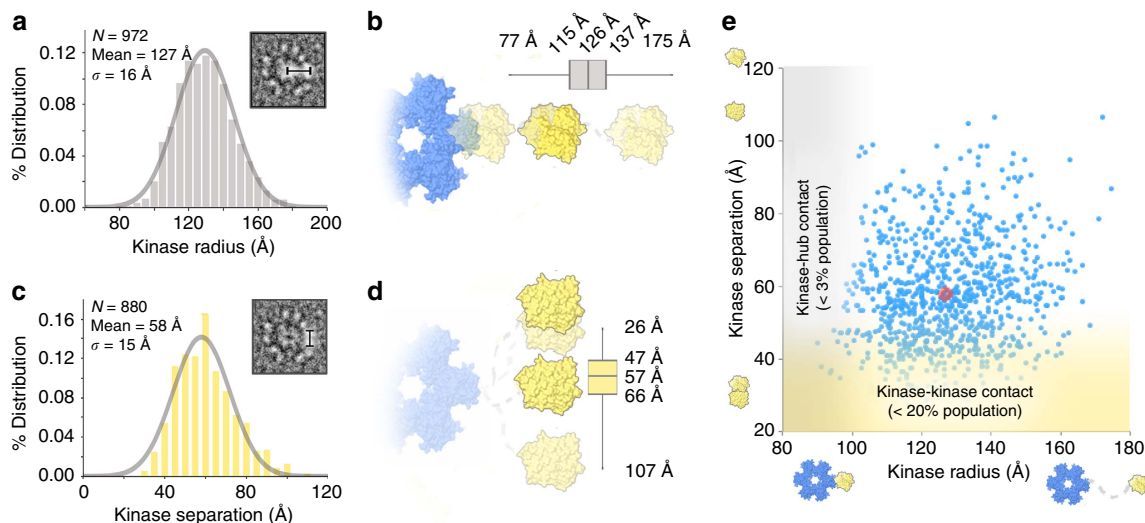 a
N = 972
Mean = 127 Å
σ = 16 Å
% Distribution
0.12
0.08
0.04
0.00
80
120
160
200
Kinase radius (Å)
b
77 Å
115 Å
126 Å
137 Å
175 Å
c
N = 880
Mean = 58 Å
σ = 15 Å
% Distribution
0.16
0.12
0.08
0.04
0.00
0
40
80
120
Kinase separation (Å)
d
26 Å
47 Å
57 Å
66 Å
107 Å
e
Kinase separation (Å)
120
100
80
60
40
20
Kinase-hub contact
(< 3% population)
Kinase-kinase contact
(< 20% population)
80
100
120
140
160
180
Kinase radius (Å)